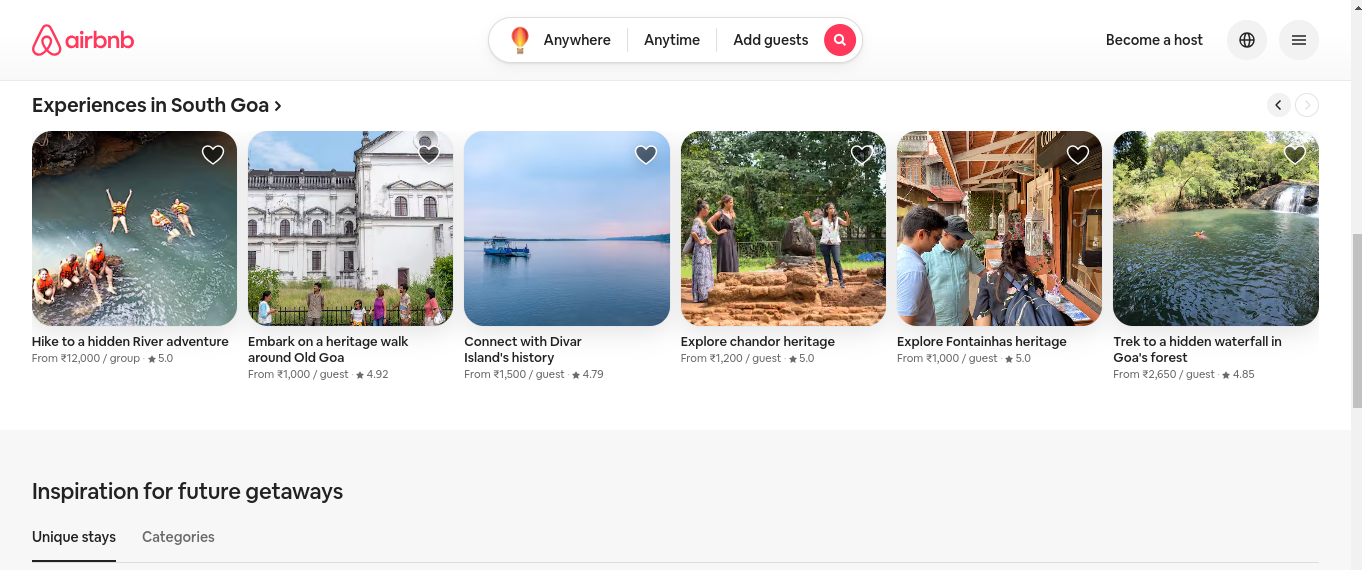 airbnb
Anywhere
Anytime
Add guests
Become a host
Experiences in South Goa
Hike to a hidden River adventure
From ₹12,000 / group · ★ 5.0
Embark on a heritage walk
around Old Goa
From ₹1,000 / guest · ★ 4.92
Connect with Divar
Island's history
From ₹1,500 / guest · ★ 4.79
Explore chandor heritage
From ₹1,200 / guest · ★ 5.0
Explore Fontainhas heritage
From ₹1,000 / guest · ★ 5.0
Trek to a hidden waterfall in
Goa's forest
From ₹2,650 / guest · ★ 4.85
Inspiration for future getaways
Unique stays
Categories